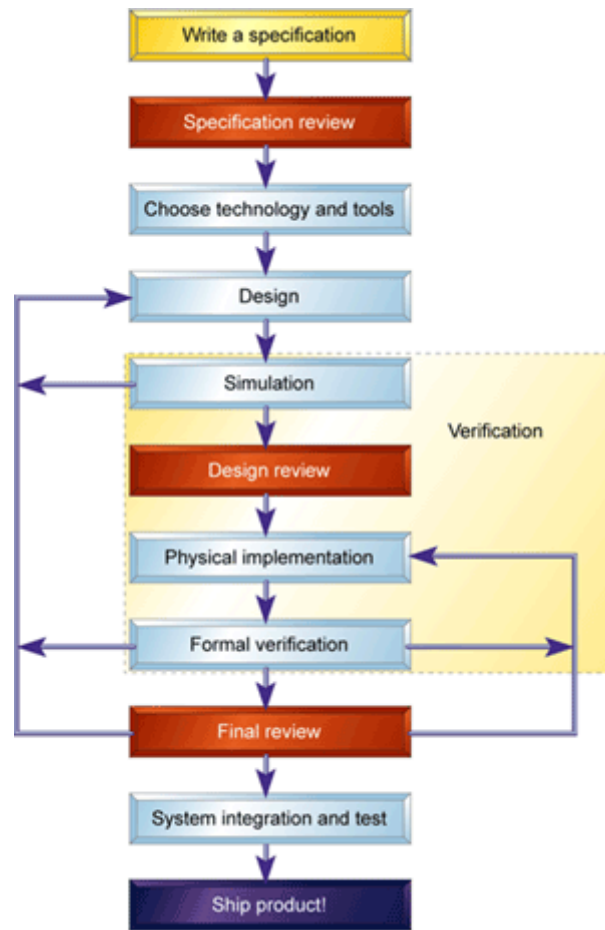 Write a specification
Specification review
Choose technology and tools
Design
Simulation
Verification
Design review
Physical implementation
Formal verification
Final review
System integration and test
Ship product!